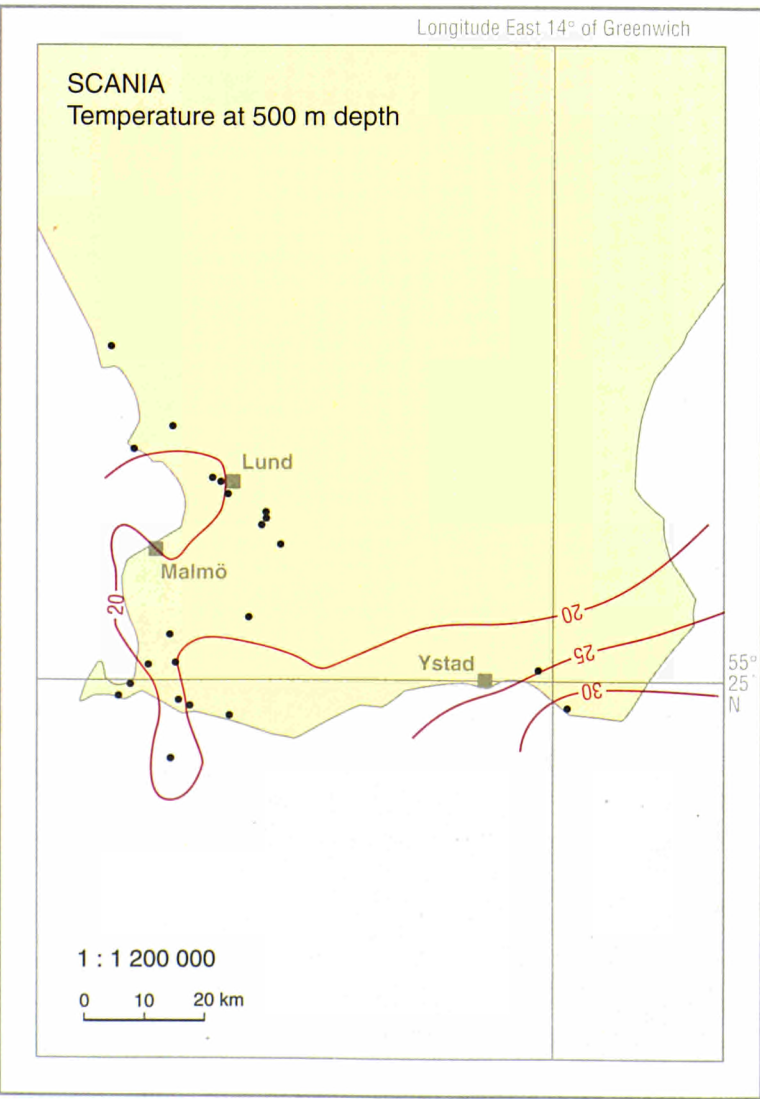 Longitude East 14° of Greenwich
SCANIA
Temperature at 500 m depth
Lund
Malmö
20
20
25
30
Ystad
55°
25'
N
1 : 1 200 000
0 10 20 km